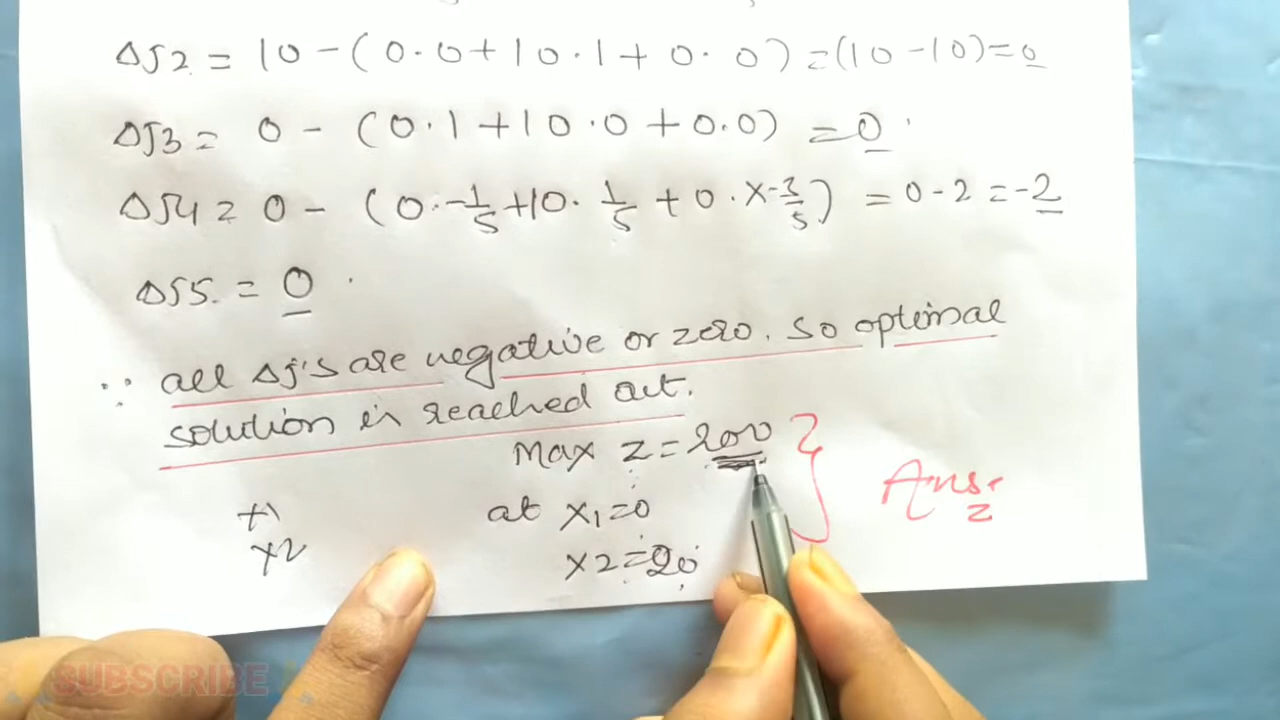 Δj2 = 10 - (0.0+10.1+0.0) = (10-10)=0
Δj3 = 0 - (0.1+10.0+0.0) = 0
Δj4 = 0 - (0.-1/5+10.1/5+0.x-3/5) = 0-2 = -2
Δj5. = 0
∵ all Δj's are negative or zero. So optimal
solution is reached out.
Max Z = 200
Ans.
x1
at x1=0
x2
x2=20
SUBSCRIBE